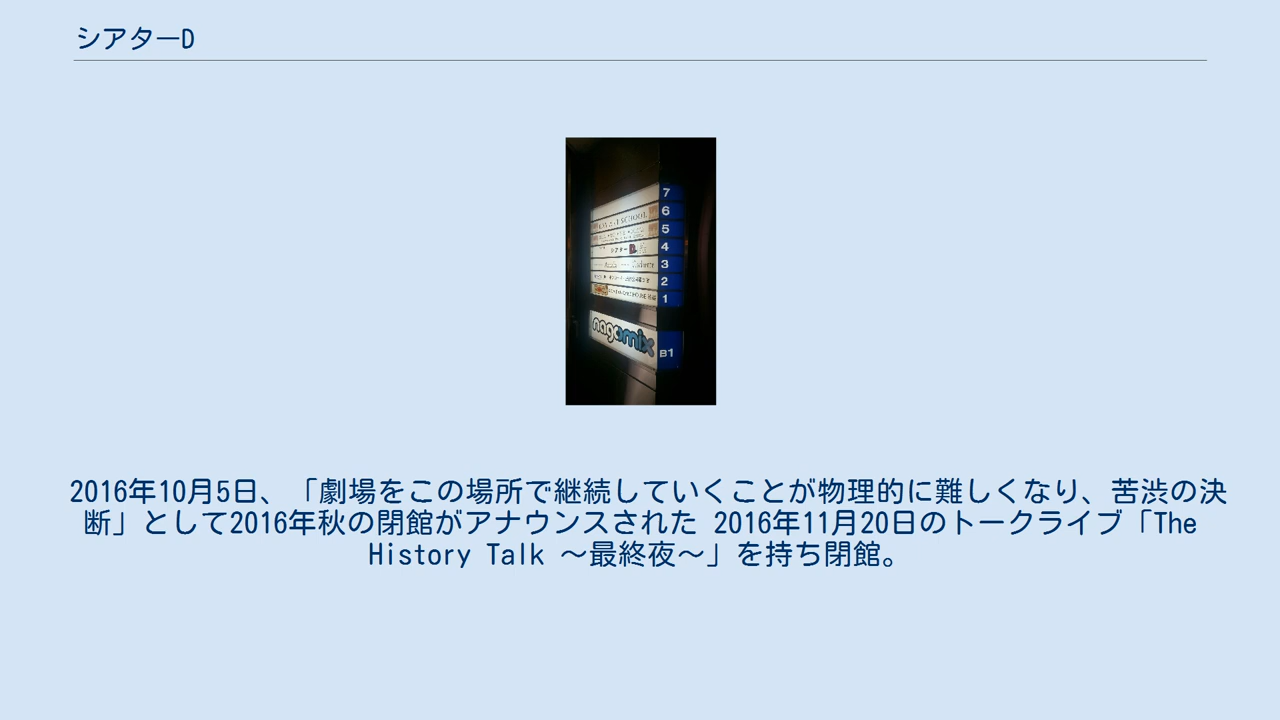 シアターD
7
6
5
シアターD 4
3
2
1
nagomix B1
2016年10月5日、「劇場をこの場所で継続していくことが物理的に難しくなり、苦渋の決
断」として2016年秋の閉館がアナウンスされた 2016年11月20日のトークライブ「The
History Talk ～最終夜～」を持ち閉館。